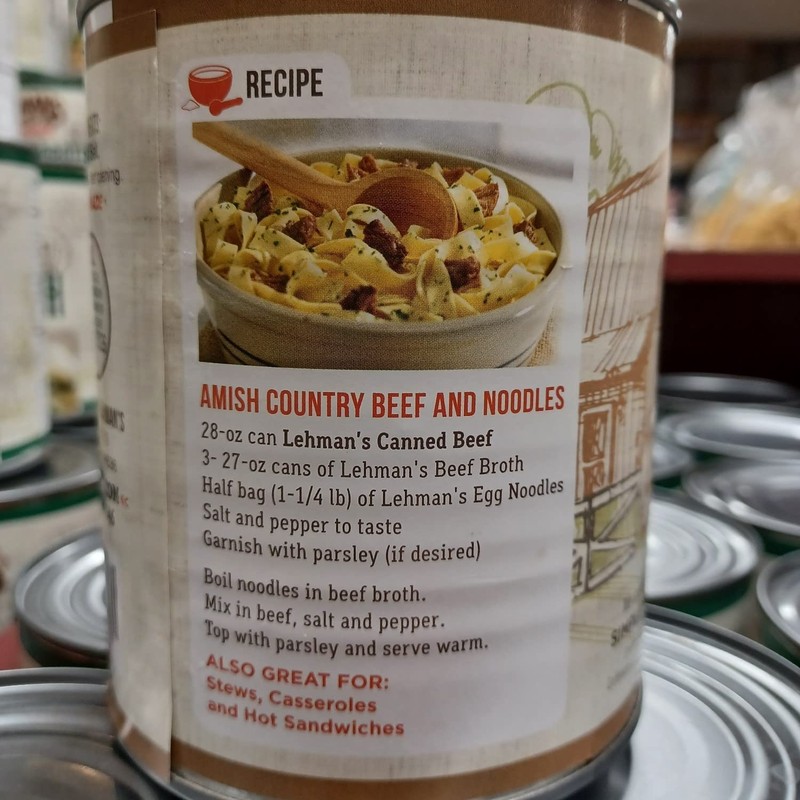 RECIPE
AMISH COUNTRY BEEF AND NOODLES
28-oz can Lehman's Canned Beef
3- 27-oz cans of Lehman's Beef Broth
Half bag (1-1/4 lb) of Lehman's Egg Noodles
Salt and pepper to taste
Garnish with parsley (if desired)
Boil noodles in beef broth.
Mix in beef, salt and pepper.
Top with parsley and serve warm.
ALSO GREAT FOR:
Stews, Casseroles
and Hot Sandwiches